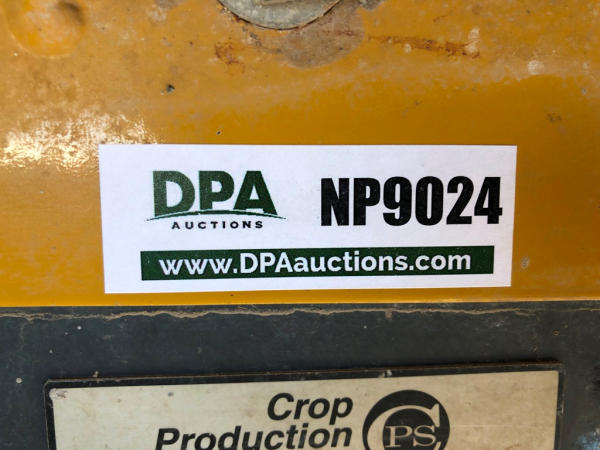 DPA
AUCTIONS
NP9024
www.DPAauctions.com
Crop
Production
CPS